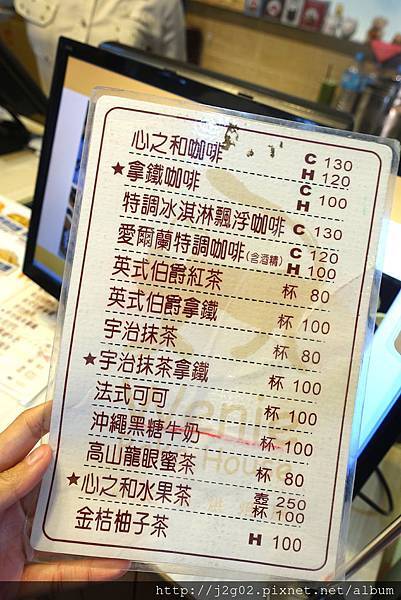 心之和咖啡 C 130
H 120
★拿鐵咖啡 C
H 100
特調冰淇淋飄浮咖啡 C 130
愛爾蘭特調咖啡(含酒精) C 120
H 100
英式伯爵紅茶 杯 80
英式伯爵拿鐵 杯 100
宇治抹茶 杯 80
★宇治抹茶拿鐵 杯 100
法式可可 杯 100
沖繩黑糖牛奶 杯 100
高山龍眼蜜茶 杯 80
★心之和水果茶 壺 250
杯 100
金桔柚子茶 H 100
House
http://j2g02.pixnet.net/album